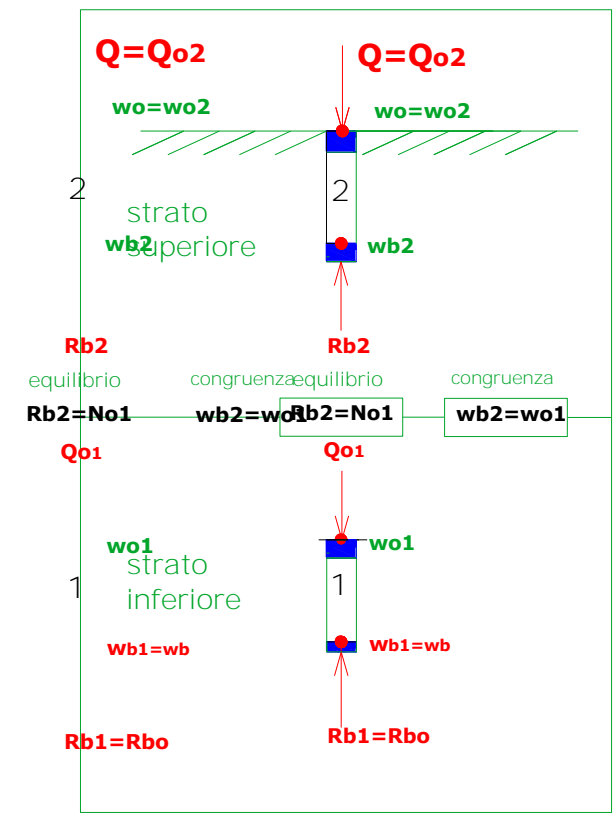 Q=Qo2 Q=Qo2
wo=wo2 wo=wo2
2 2
strato
wb2 superiore wb2
Rb2 Rb2
equilibrio congruenza equilibrio congruenza
Rb2=No1 wb2=wo1 Rb2=No1 wb2=wo1
Qo1 Qo1
wo1 wo1
strato
1 inferiore 1
wb1=wb wb1=wb
Rb1=Rbo Rb1=Rbo